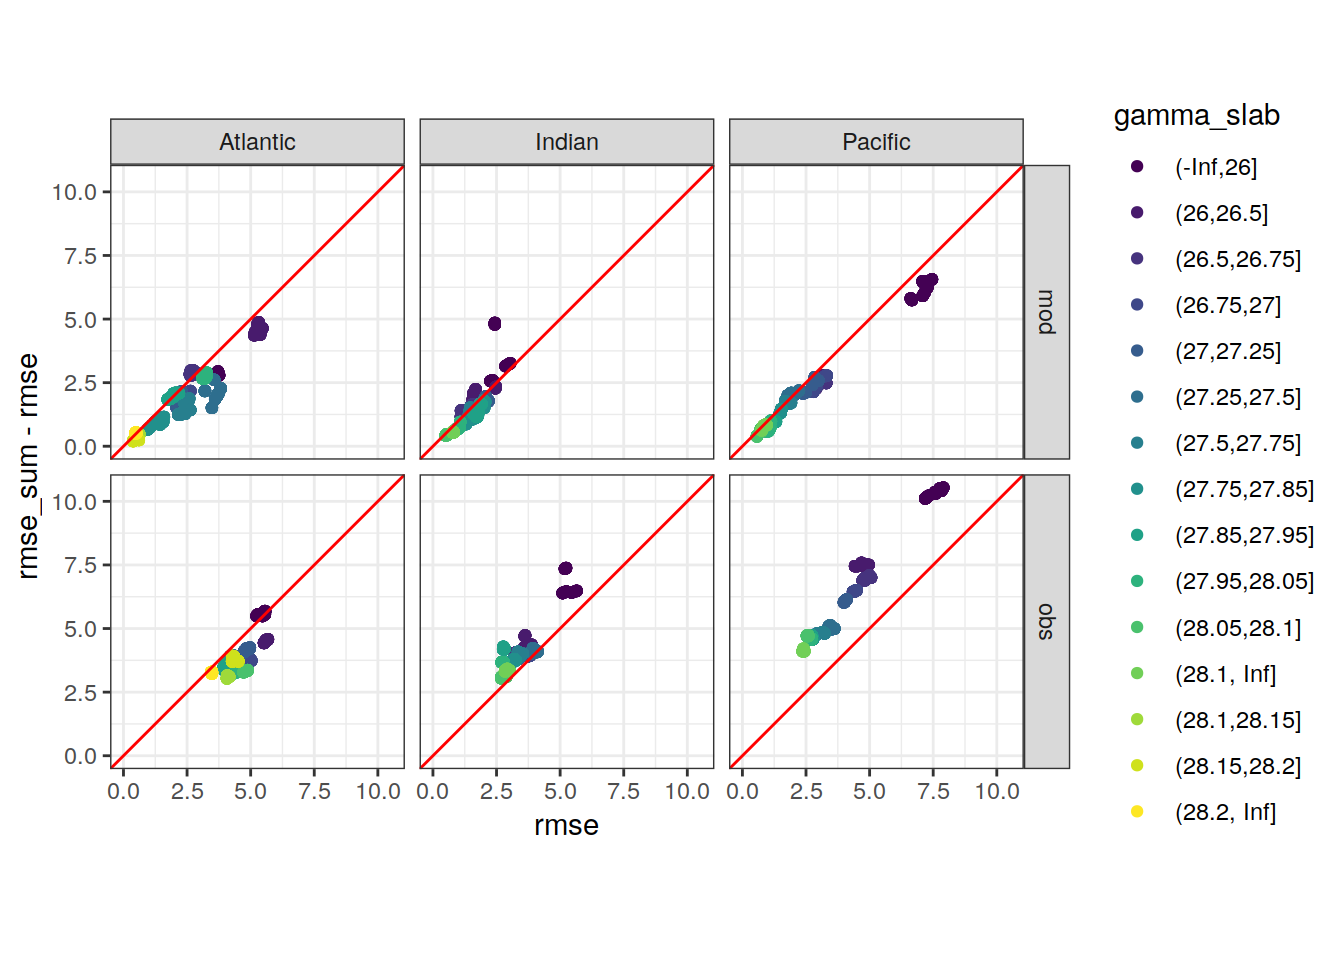 gamma_slab
Atlantic
Indian
Pacific
(-Inf,26]
(26,26.5]
(26.5,26.75]
(26.75,27]
(27,27.25]
(27.25,27.5]
(27.5,27.75]
(27.75,27.85]
(27.85,27.95]
(27.95,28.05]
(28.05,28.1]
(28.1, Inf]
(28.1,28.15]
(28.15,28.2]
(28.2, Inf]
10.0
7.5
5.0
2.5
0.0
mod
10.0
7.5
5.0
2.5
0.0
obs
rmse_sum - rmse
0.0 2.5 5.0 7.5 10.0 0.0 2.5 5.0 7.5 10.0 0.0 2.5 5.0 7.5 10.0
rmse